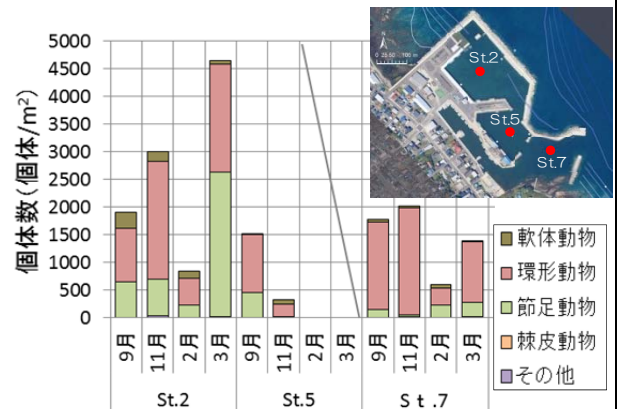 個体数(個体/m²)
5000
4500
4000
3500
3000
2500
2000
1500
1000
500
0
9月 11月 2月 3月 9月 11月 2月 3月 9月 11月 2月 3月
St.2 St.5 St.7
St.2
St.5
St.7
軟体動物
環形動物
節足動物
棘皮動物
その他